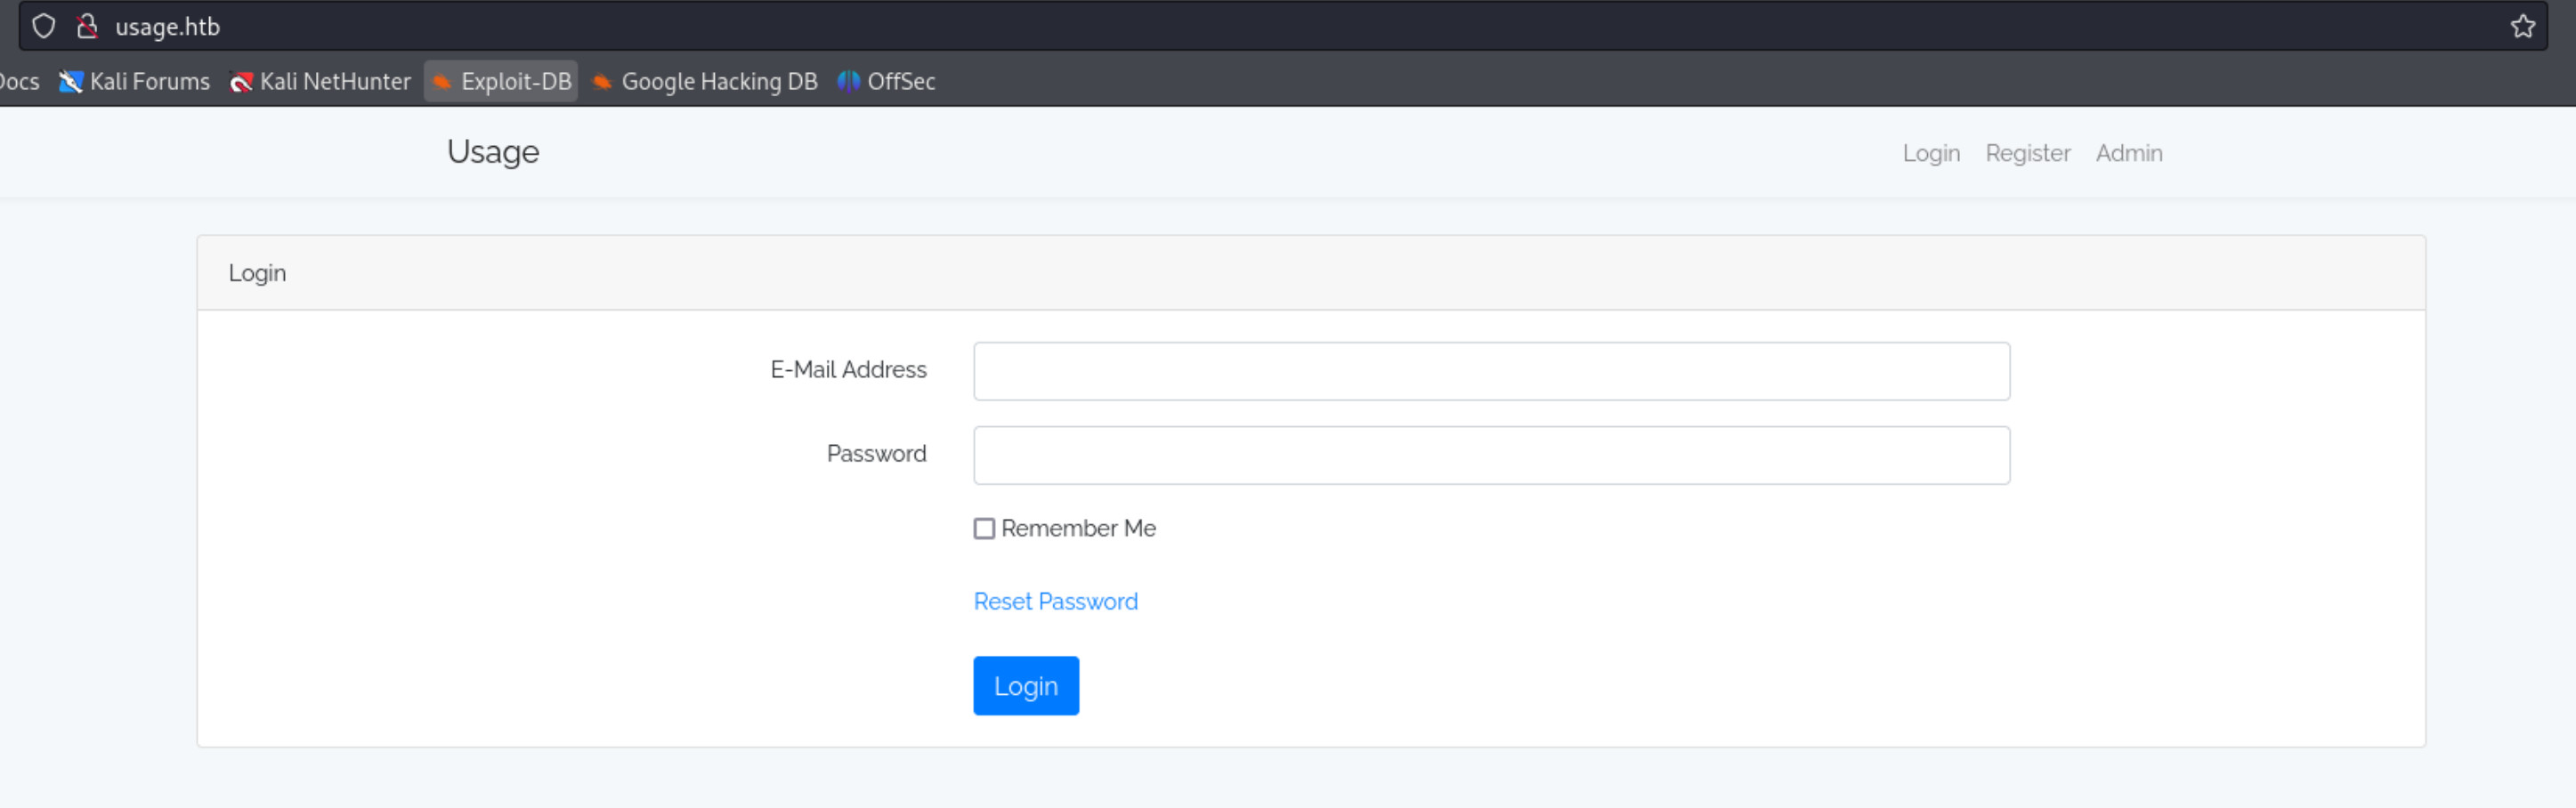 usage.htb
Docs Kali Forums Kali NetHunter Exploit-DB Google Hacking DB OffSec
Usage Login Register Admin
Login
E-Mail Address
Password
Remember Me
Reset Password
Login